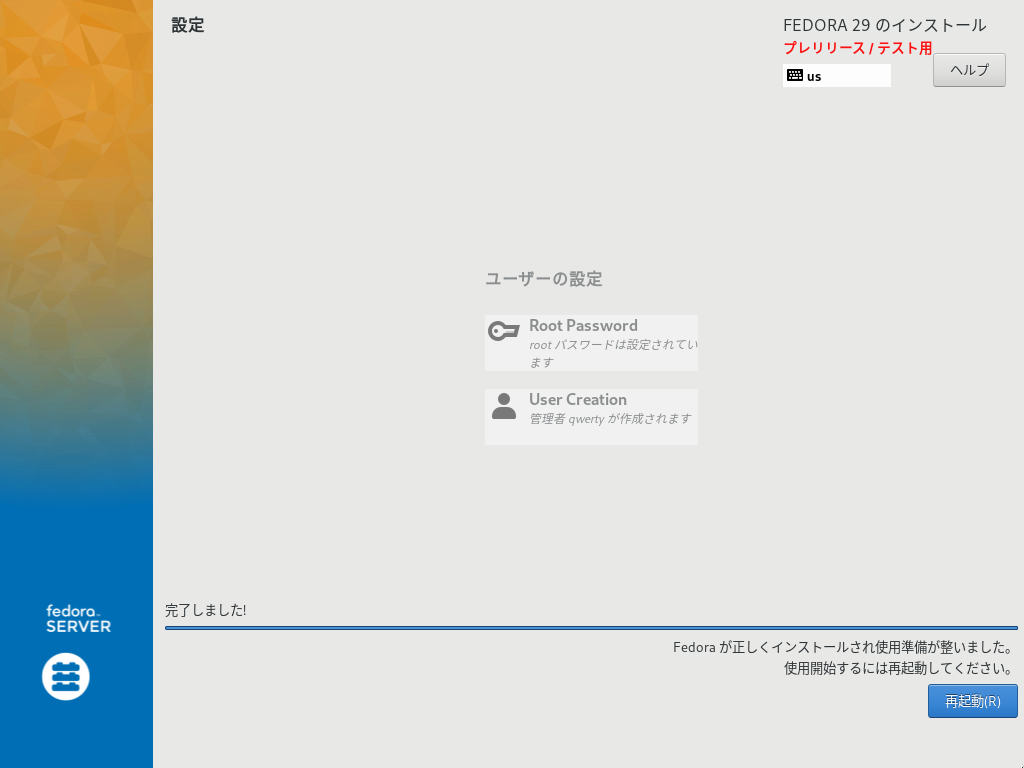 設定
FEDORA 29 のインストール
プレリリース / テスト用
us
ヘルプ
ユーザーの設定
Root Password
root パスワードは設定されてい
ます
User Creation
管理者 qwerty が作成されます
fedora™
SERVER
完了しました!
Fedora が正しくインストールされ使用準備が整いました。
使用開始するには再起動してください。
再起動(R)